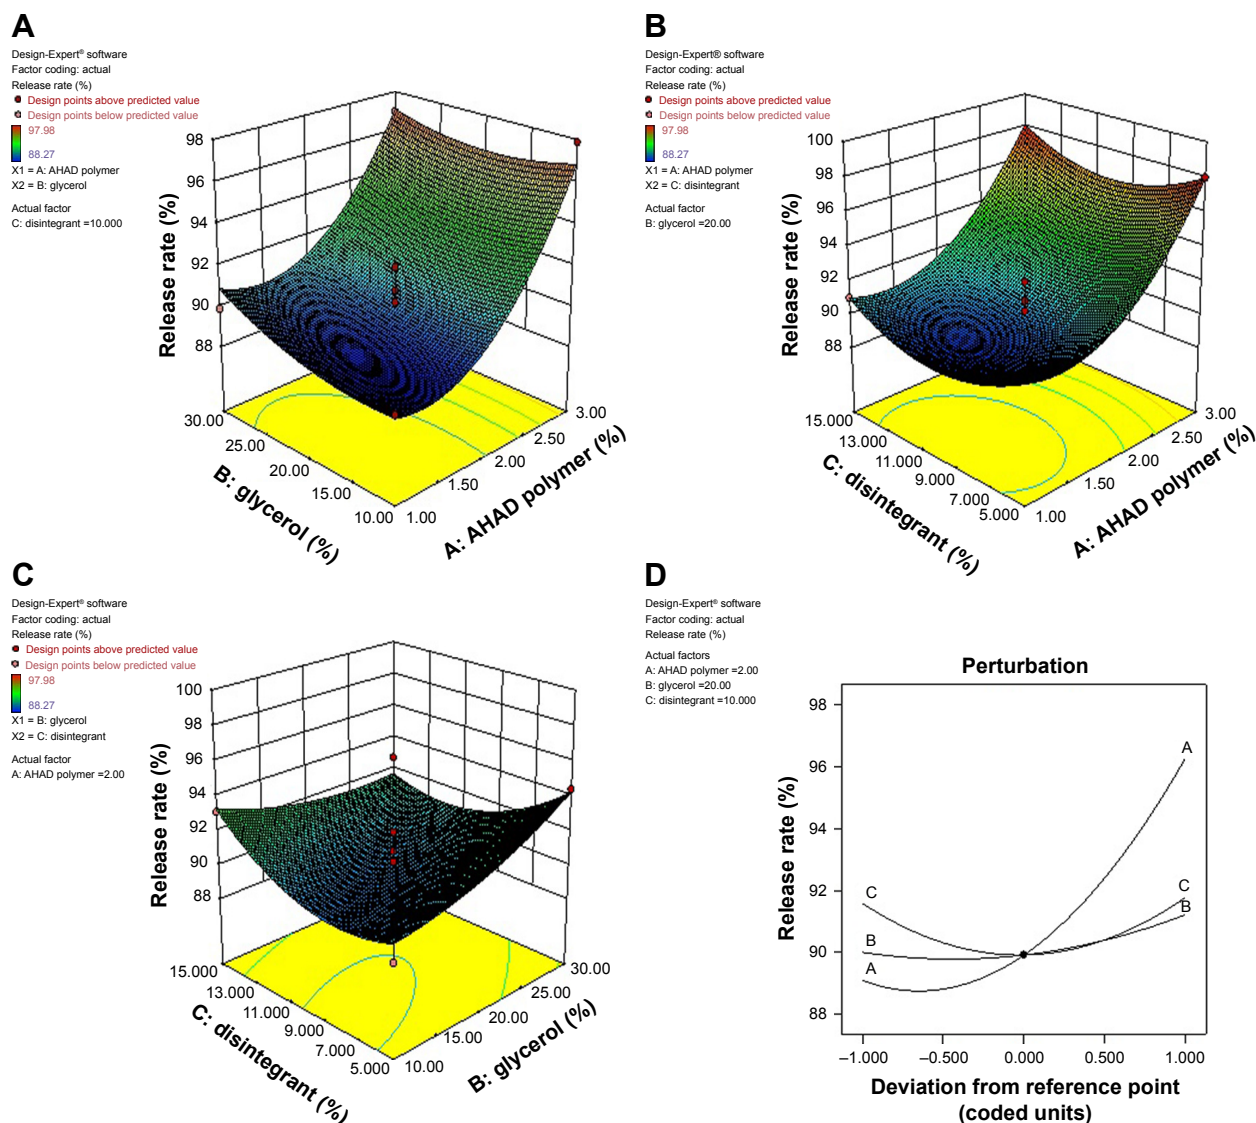 A
Design-Expert® software
Factor coding: actual
Release rate (%)
Design points above predicted value
Design points below predicted value
97.98
88.27
X1 = A: AHAD polymer
X2 = B: glycerol
Actual factor
C: disintegrant =10.000
Release rate (%)
98
96
94
92
90
88
30.00
25.00
20.00
15.00
10.00
B: glycerol (%)
1.00
1.50
2.00
2.50
3.00
A: AHAD polymer (%)
B
Design-Expert® software
Factor coding: actual
Release rate (%)
Design points above predicted value
Design points below predicted value
97.98
88.27
X1 = A: AHAD polymer
X2 = C: disintegrant
Actual factor
B: glycerol =20.00
Release rate (%)
100
98
96
94
92
90
88
15.000
13.000
11.000
9.000
7.000
5.000
C: disintegrant (%)
1.00
1.50
2.00
2.50
3.00
A: AHAD polymer (%)
C
Design-Expert® software
Factor coding: actual
Release rate (%)
Design points above predicted value
Design points below predicted value
97.98
88.27
X1 = B: glycerol
X2 = C: disintegrant
Actual factor
A: AHAD polymer =2.00
Release rate (%)
100
98
96
94
92
90
88
15.000
13.000
11.000
9.000
7.000
5.000
C: disintegrant (%)
10.00
15.00
20.00
25.00
30.00
B: glycerol (%)
D
Design-Expert® software
Factor coding: actual
Release rate (%)
Actual factors
A: AHAD polymer =2.00
B: glycerol =20.00
C: disintegrant =10.000
Perturbation
Release rate (%)
98
96
94
92
90
88
C
B
A
A
C
B
–1.000
–0.500
0.000
0.500
1.000
Deviation from reference point
(coded units)